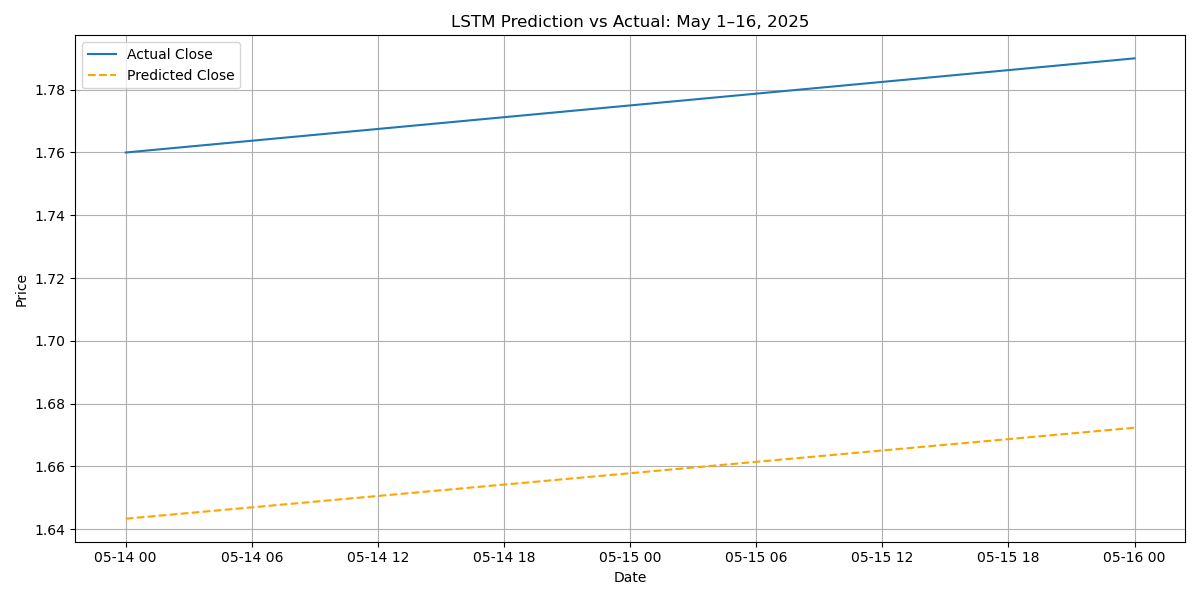 LSTM Prediction vs Actual: May 1–16, 2025
Actual Close
Predicted Close
1.78
1.76
1.74
1.72
1.70
1.68
1.66
1.64
Price
05-14 00 05-14 06 05-14 12 05-14 18 05-15 00 05-15 06 05-15 12 05-15 18 05-16 00
Date